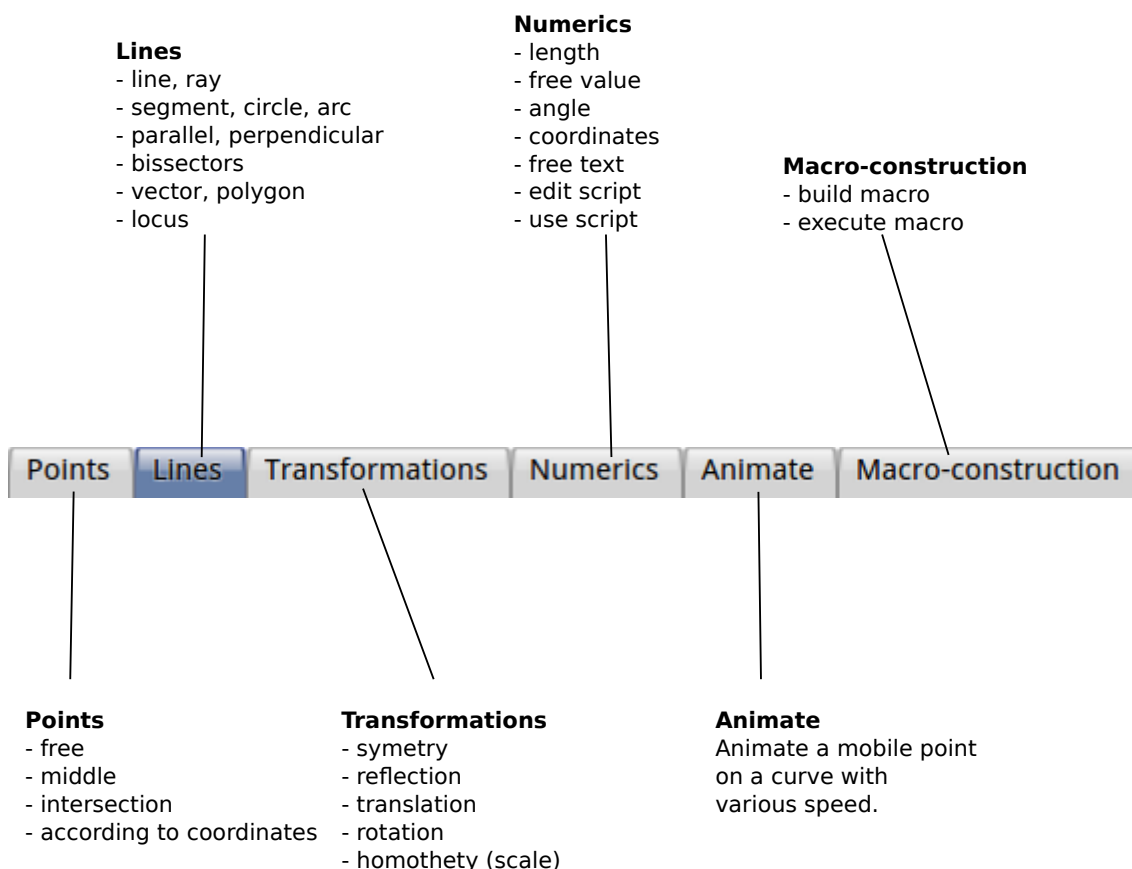 Lines
- line, ray
- segment, circle, arc
- parallel, perpendicular
- bissectors
- vector, polygon
- locus
Numerics
- length
- free value
- angle
- coordinates
- free text
- edit script
- use script
Macro-construction
- build macro
- execute macro
Points Lines Transformations Numerics Animate Macro-construction
Points
- free
- middle
- intersection
- according to coordinates
Transformations
- symetry
- reflection
- translation
- rotation
- homothety (scale)
Animate
Animate a mobile point
on a curve with
various speed.